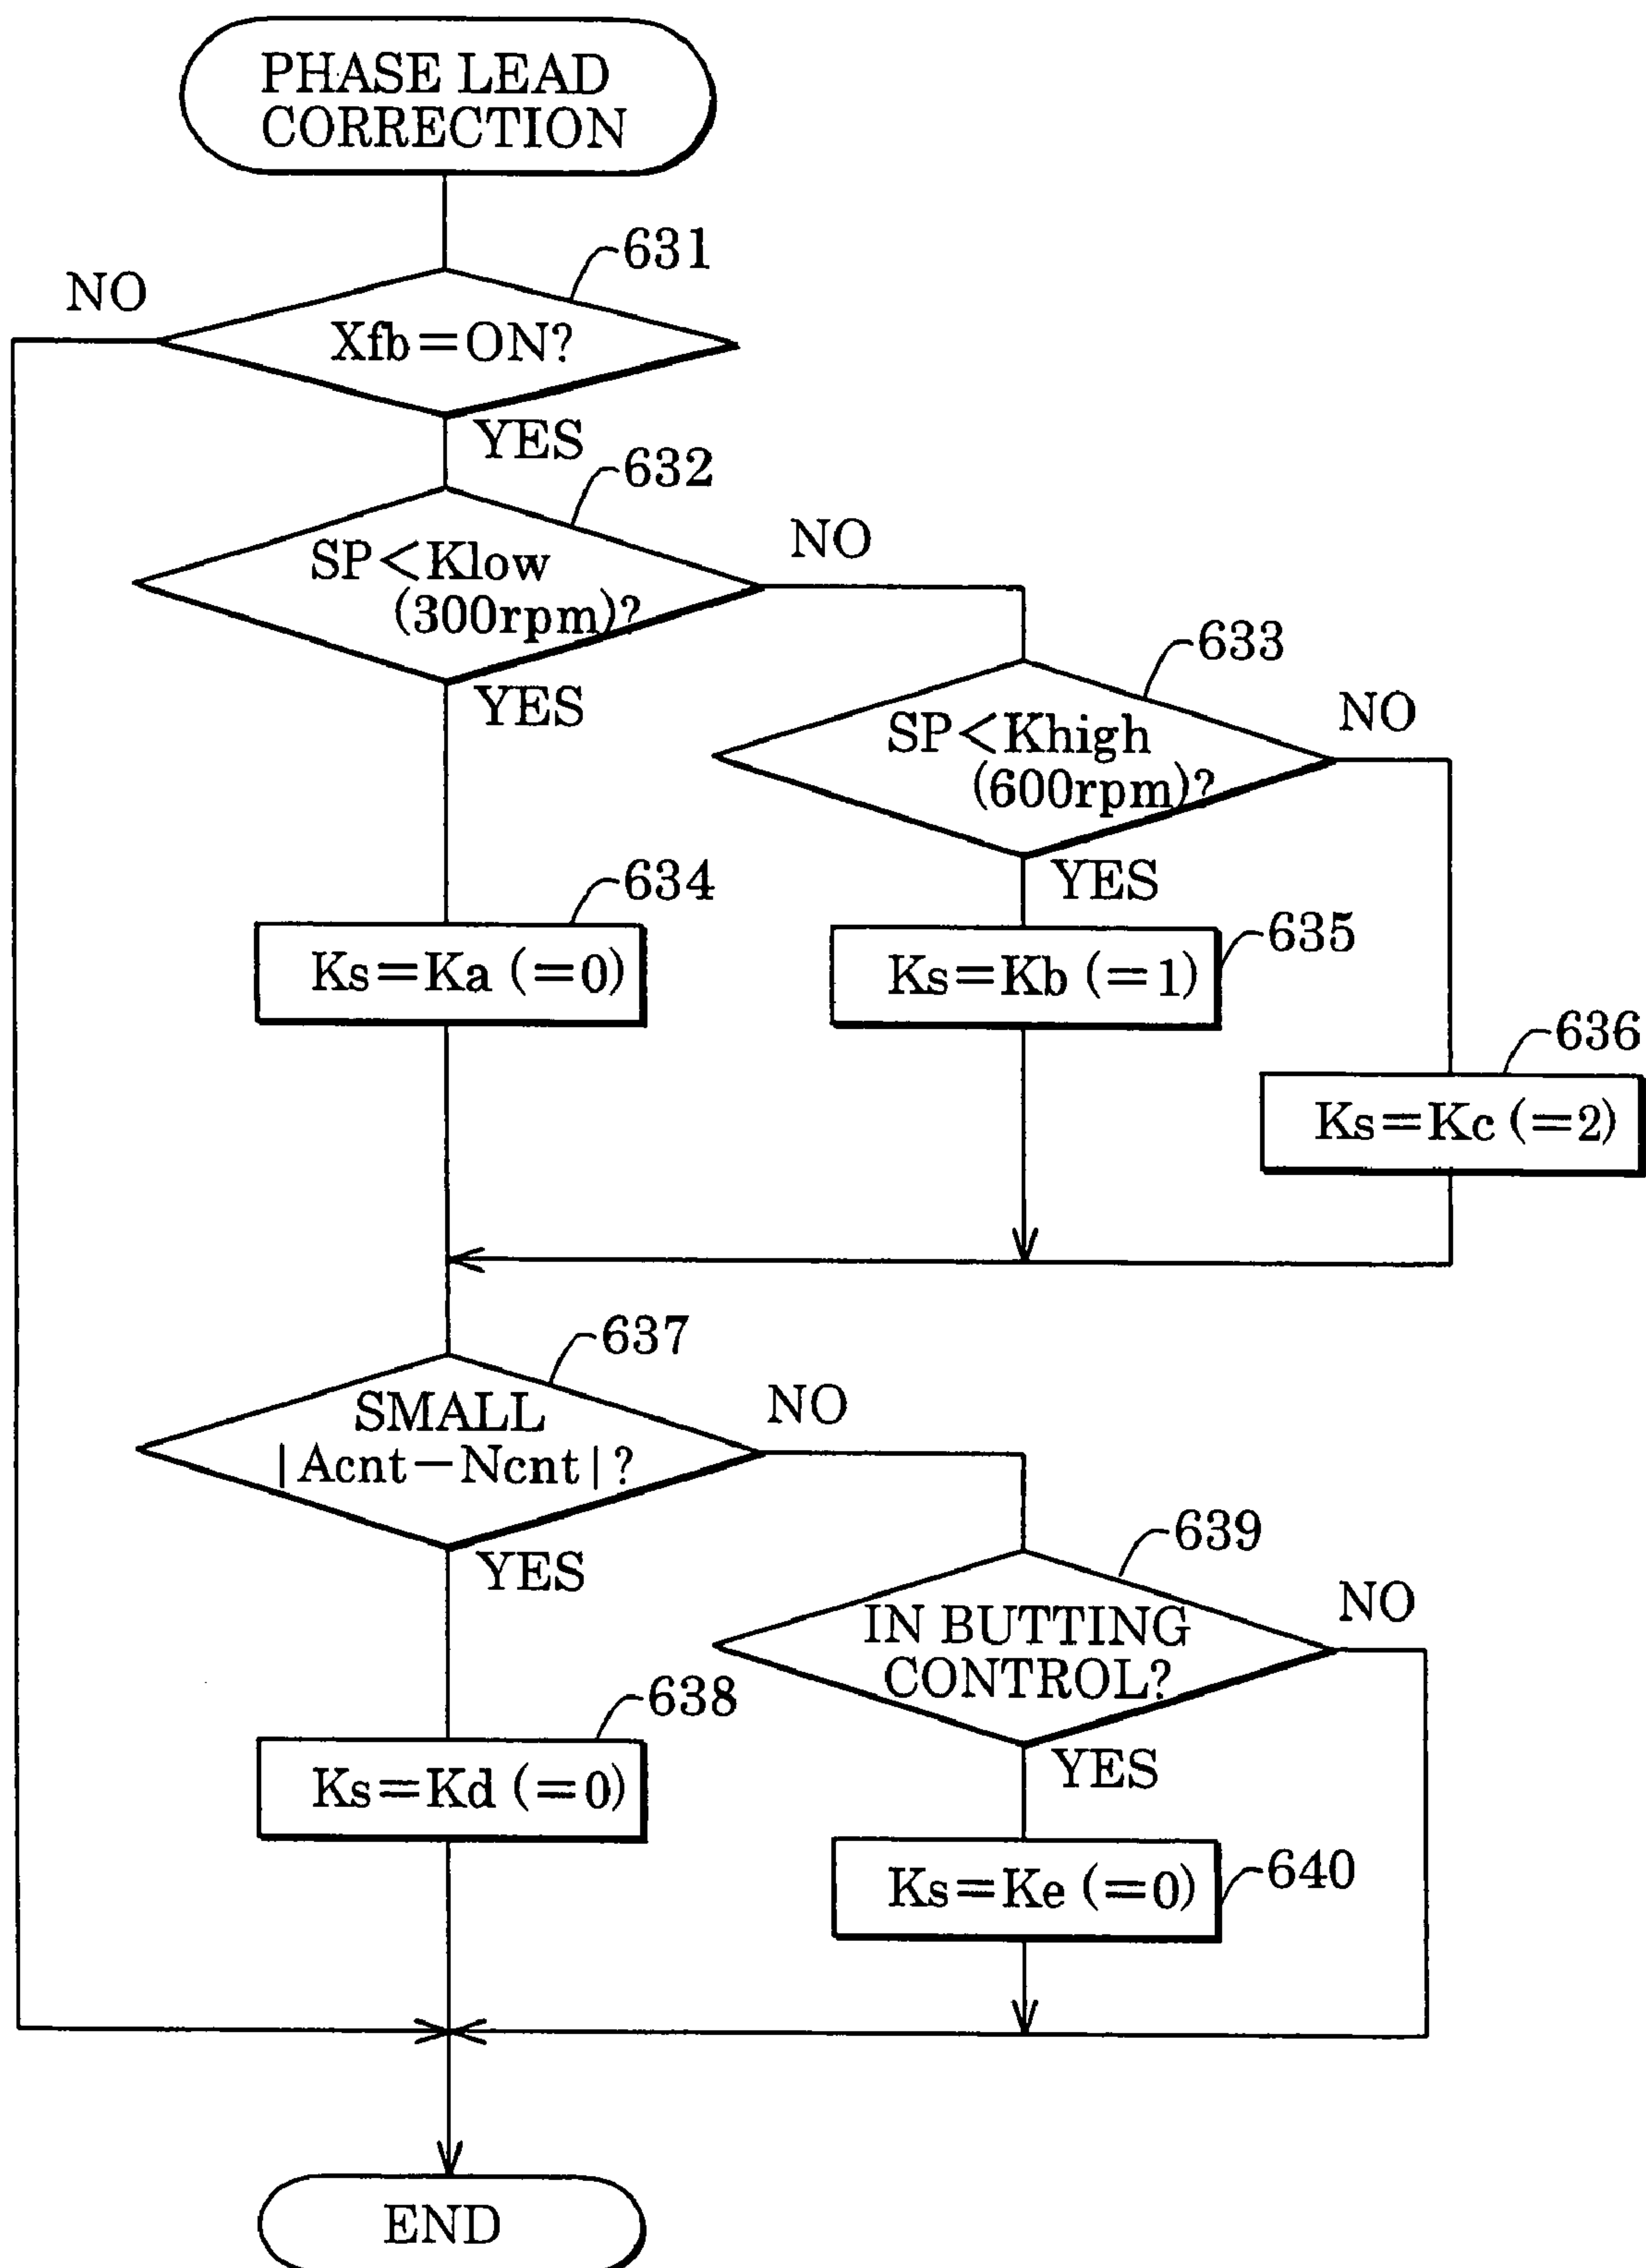 PHASE LEAD
CORRECTION
631
NO
Xfb=ON?
YES
632
NO
SP<Klow
(300rpm)?
YES
633
NO
SP<Khigh
(600rpm)?
YES
634
Ks=Ka (=0)
635
Ks=Kb (=1)
636
Ks=Kc (=2)
637
NO
SMALL
|Acnt−Ncnt|?
YES
639
NO
IN BUTTING
CONTROL?
YES
638
Ks=Kd (=0)
640
Ks=Ke (=0)
END